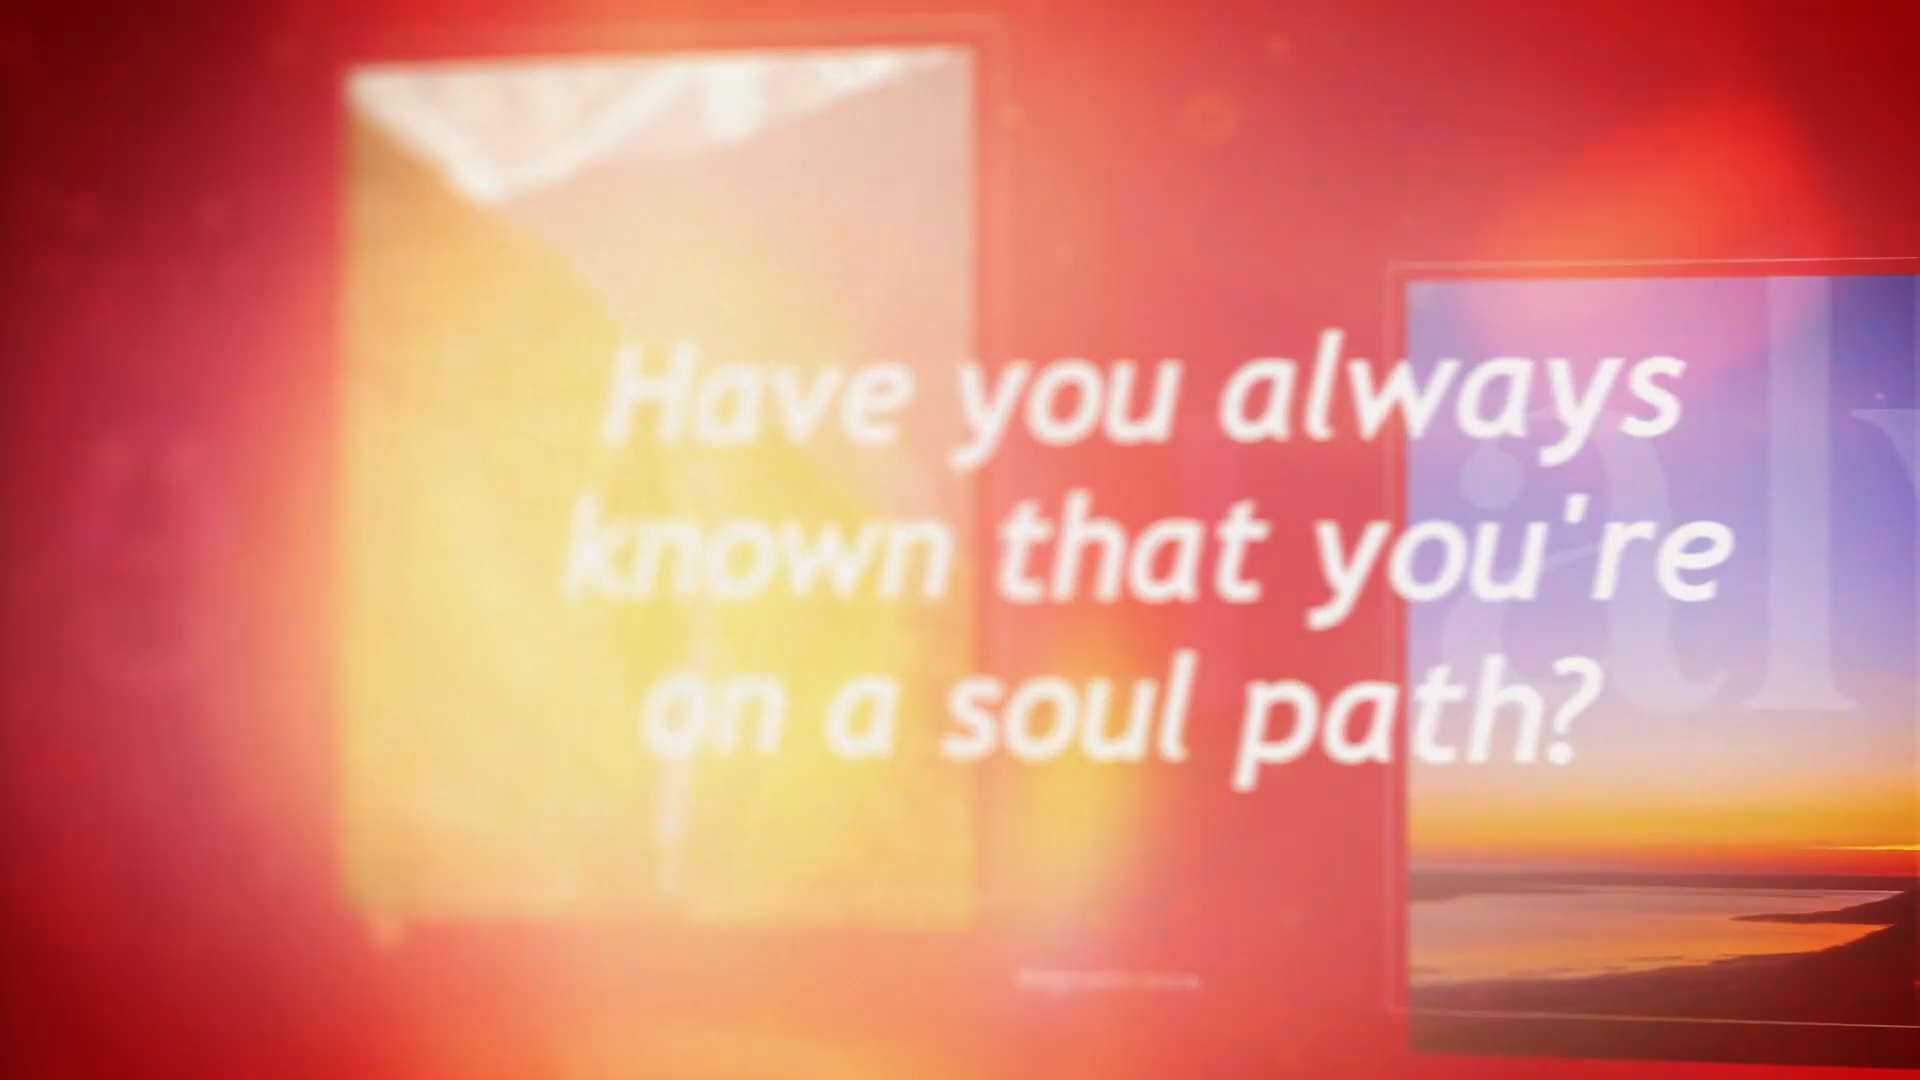 Have you always
known that you're
on a soul path?